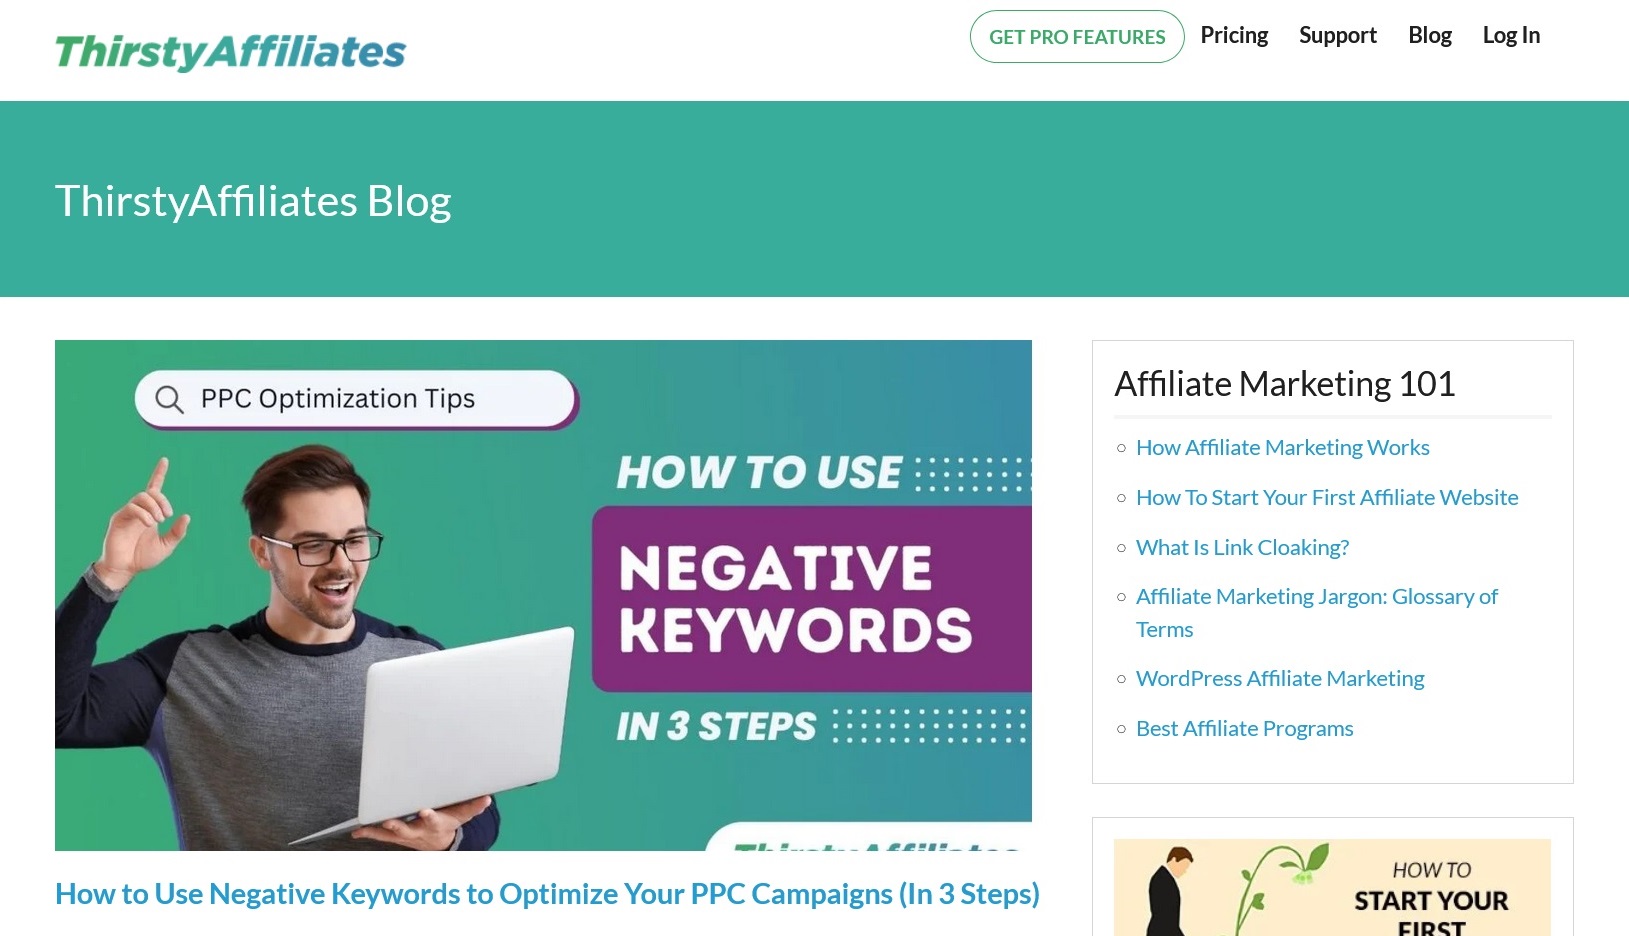 ThirstyAffiliates
GET PRO FEATURES
Pricing
Support
Blog
Log In
ThirstyAffiliates Blog
PPC Optimization Tips
HOW TO USE
NEGATIVE
KEYWORDS
IN 3 STEPS
ThirstyAffiliates
How to Use Negative Keywords to Optimize Your PPC Campaigns (In 3 Steps)
Affiliate Marketing 101
How Affiliate Marketing Works
How To Start Your First Affiliate Website
What Is Link Cloaking?
Affiliate Marketing Jargon: Glossary of
Terms
WordPress Affiliate Marketing
Best Affiliate Programs
HOW TO
START YOUR
FIRST